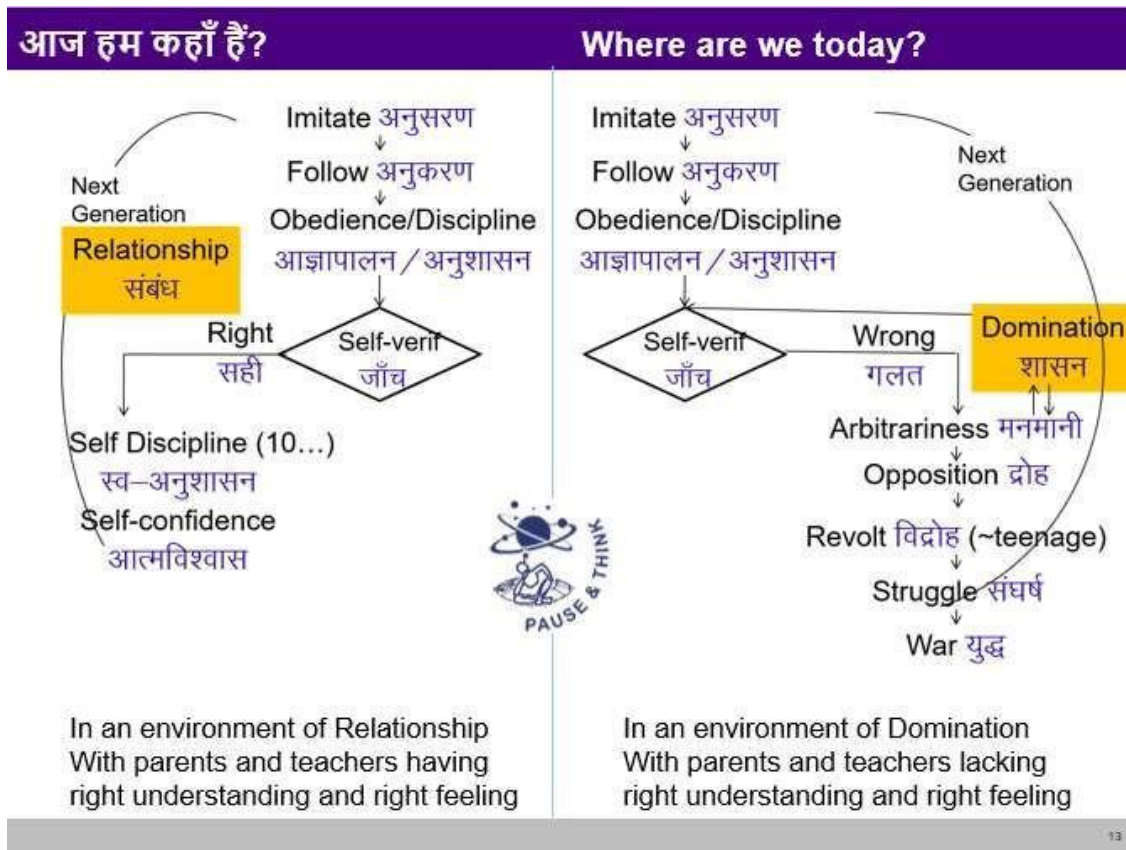 आज हम कहाँ हैं?
Imitate अनुसरण
Follow अनुकरण
Next
Generation
Obedience/Discipline
आज्ञापालन / अनुशासन
Relationship
संबंध
Right
सही
Self-verif
जाँच
Self Discipline (10...)
स्व–अनुशासन
Self-confidence
आत्मविश्वास
In an environment of Relationship
With parents and teachers having
right understanding and right feeling
Where are we today?
Imitate अनुसरण
Follow अनुकरण
Next
Generation
Obedience/Discipline
आज्ञापालन / अनुशासन
Self-verif
जाँच
Wrong
गलत
Domination
शासन
Arbitrariness मनमानी
Opposition द्रोह
Revolt विद्रोह (~teenage)
Struggle संघर्ष
War युद्ध
In an environment of Domination
With parents and teachers lacking
right understanding and right feeling
PAUSE & THINK
13